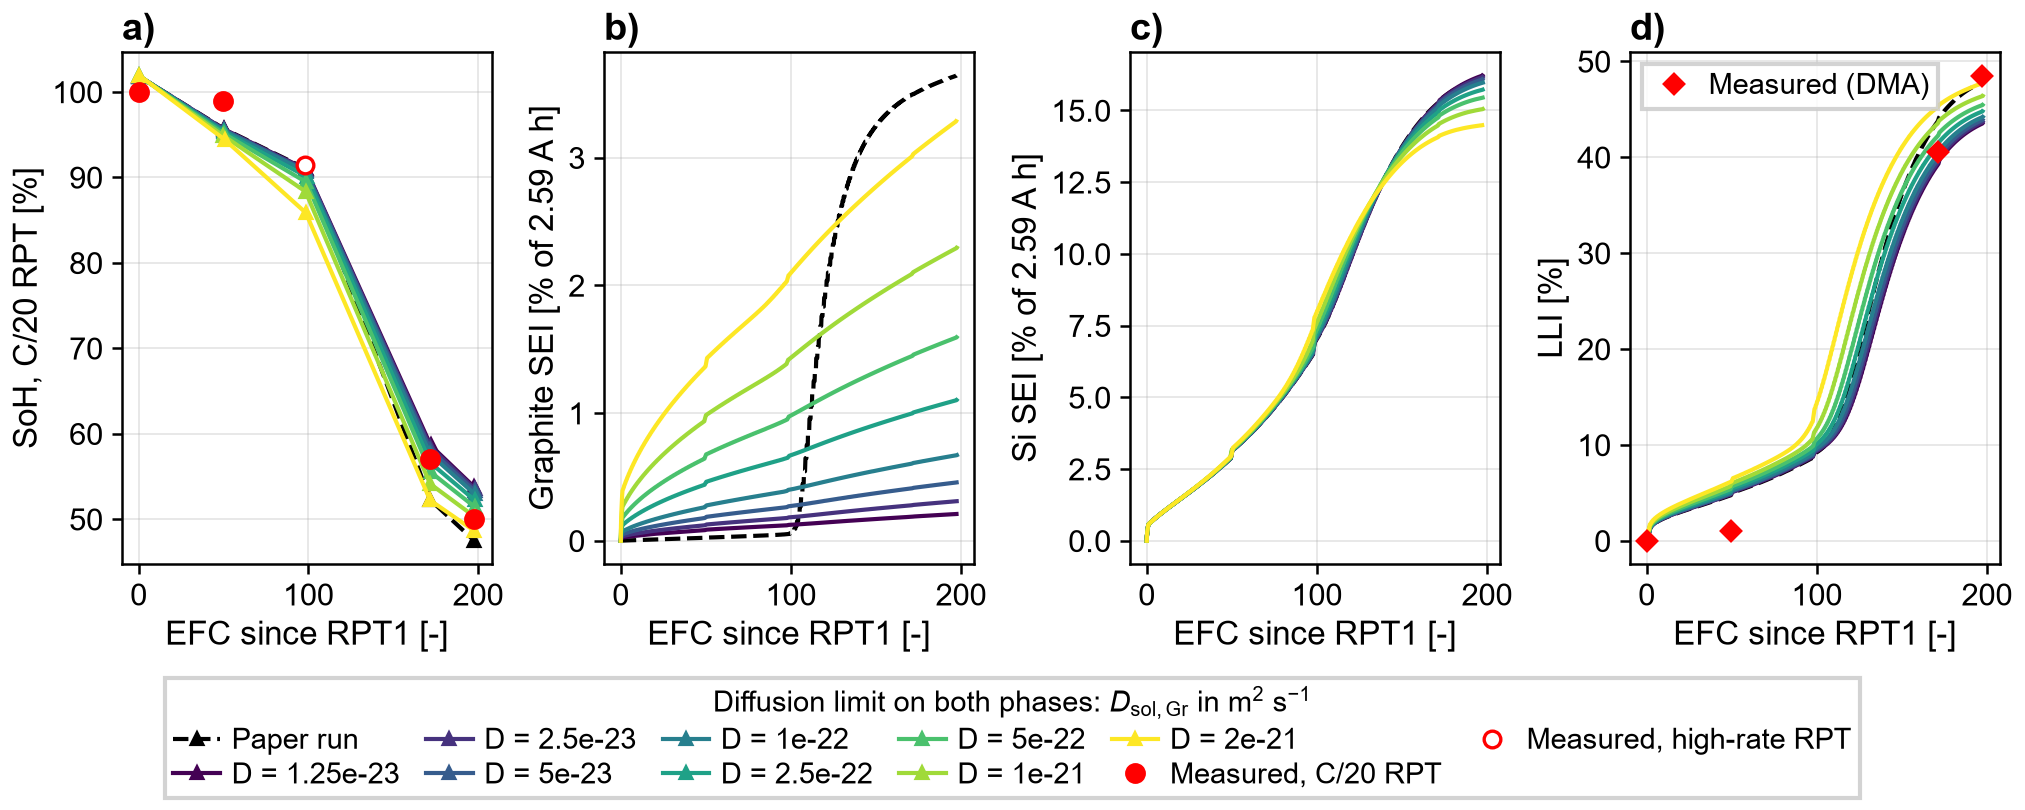 a)
SoH, C/20 RPT [%]
100
90
80
70
60
50
0
100
200
EFC since RPT1 [-]
b)
Graphite SEI [% of 2.59 A h]
3
2
1
0
0
100
200
EFC since RPT1 [-]
c)
Si SEI [% of 2.59 A h]
15.0
12.5
10.0
7.5
5.0
2.5
0.0
0
100
200
EFC since RPT1 [-]
d)
LLI [%]
50
40
30
20
10
0
0
100
200
EFC since RPT1 [-]
Measured (DMA)
Diffusion limit on both phases: D_sol, Gr in m² s⁻¹
Paper run
D = 1.25e-23
D = 2.5e-23
D = 5e-23
D = 1e-22
D = 2.5e-22
D = 5e-22
D = 1e-21
D = 2e-21
Measured, C/20 RPT
Measured, high-rate RPT